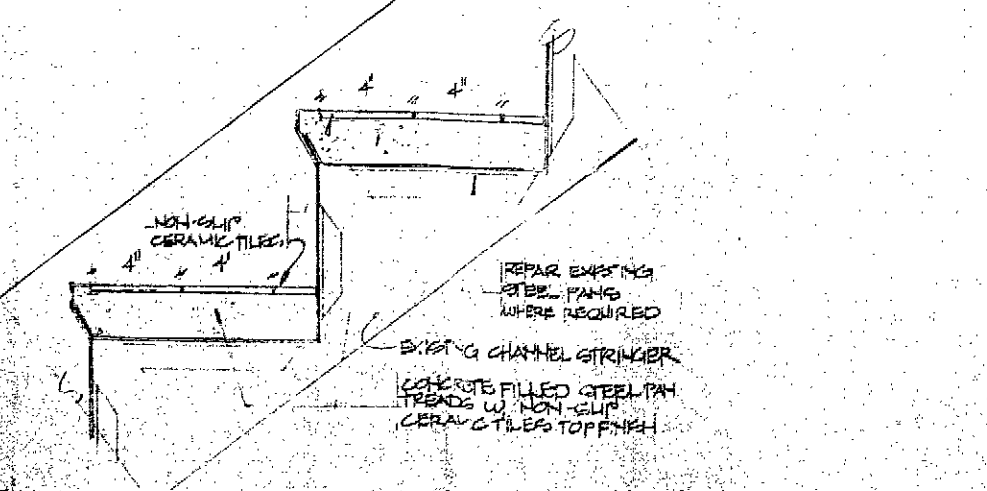 4' 4"
NON-SLIP
CERAMIC TILES
4" 4'
REPAIR EXISTING
STEEL PANS
WHERE REQUIRED
EXISTING CHANNEL STRINGER
CONCRETE FILLED STEEL PAN
TREADS W. NON-SLIP
CERAMIC TILES TOP FINISH